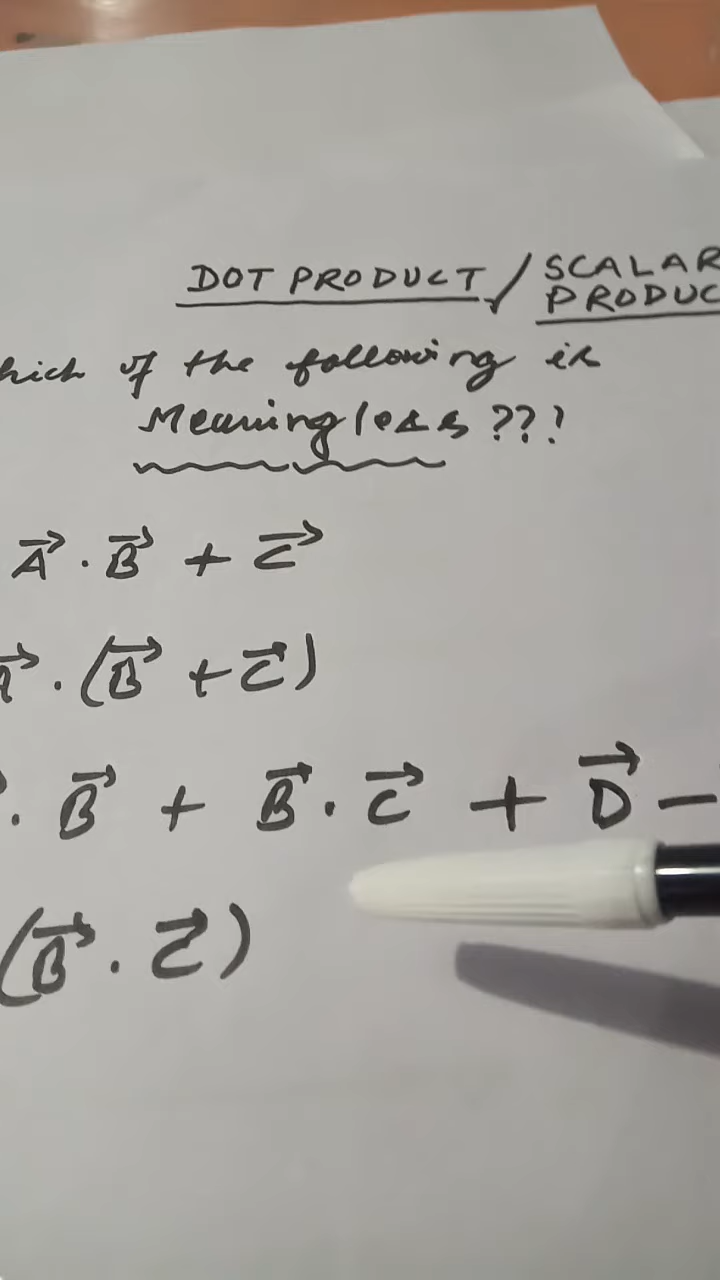 DOT PRODUCT / SCALAR
PRODUC
hich of the following is
Meaningless ???
A⃗ . B⃗ + C⃗
A⃗ . (B⃗ + C⃗)
. B⃗ + B⃗ . C⃗ + D⃗ -
(B⃗ . C⃗)